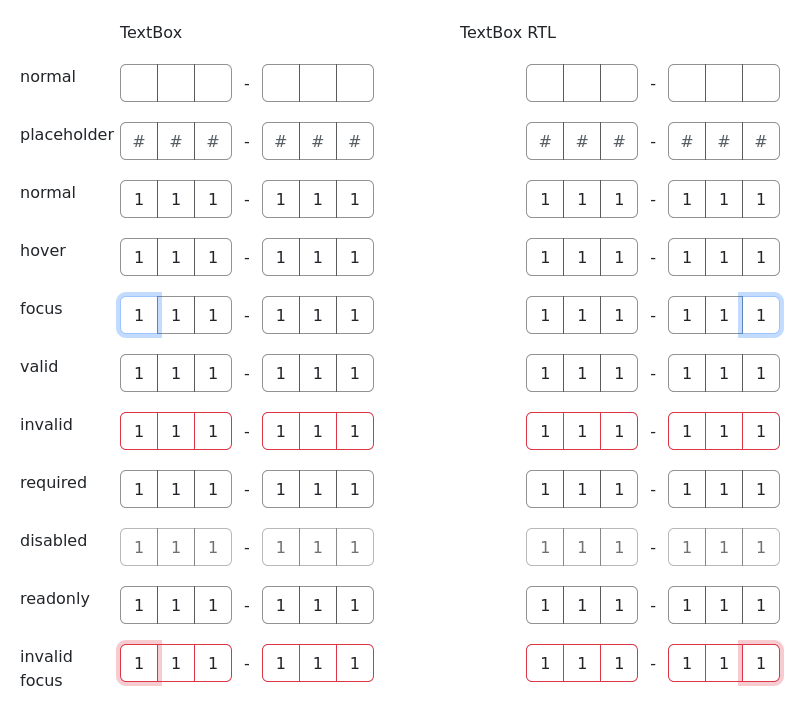 TextBox TextBox RTL
normal - -
placeholder # # # - # # # # # # - # # #
normal 1 1 1 - 1 1 1 1 1 1 - 1 1 1
hover 1 1 1 - 1 1 1 1 1 1 - 1 1 1
focus 1 1 1 - 1 1 1 1 1 1 - 1 1 1
valid 1 1 1 - 1 1 1 1 1 1 - 1 1 1
invalid 1 1 1 - 1 1 1 1 1 1 - 1 1 1
required 1 1 1 - 1 1 1 1 1 1 - 1 1 1
disabled 1 1 1 - 1 1 1 1 1 1 - 1 1 1
readonly 1 1 1 - 1 1 1 1 1 1 - 1 1 1
invalid 1 1 1 - 1 1 1 1 1 1 - 1 1 1
focus